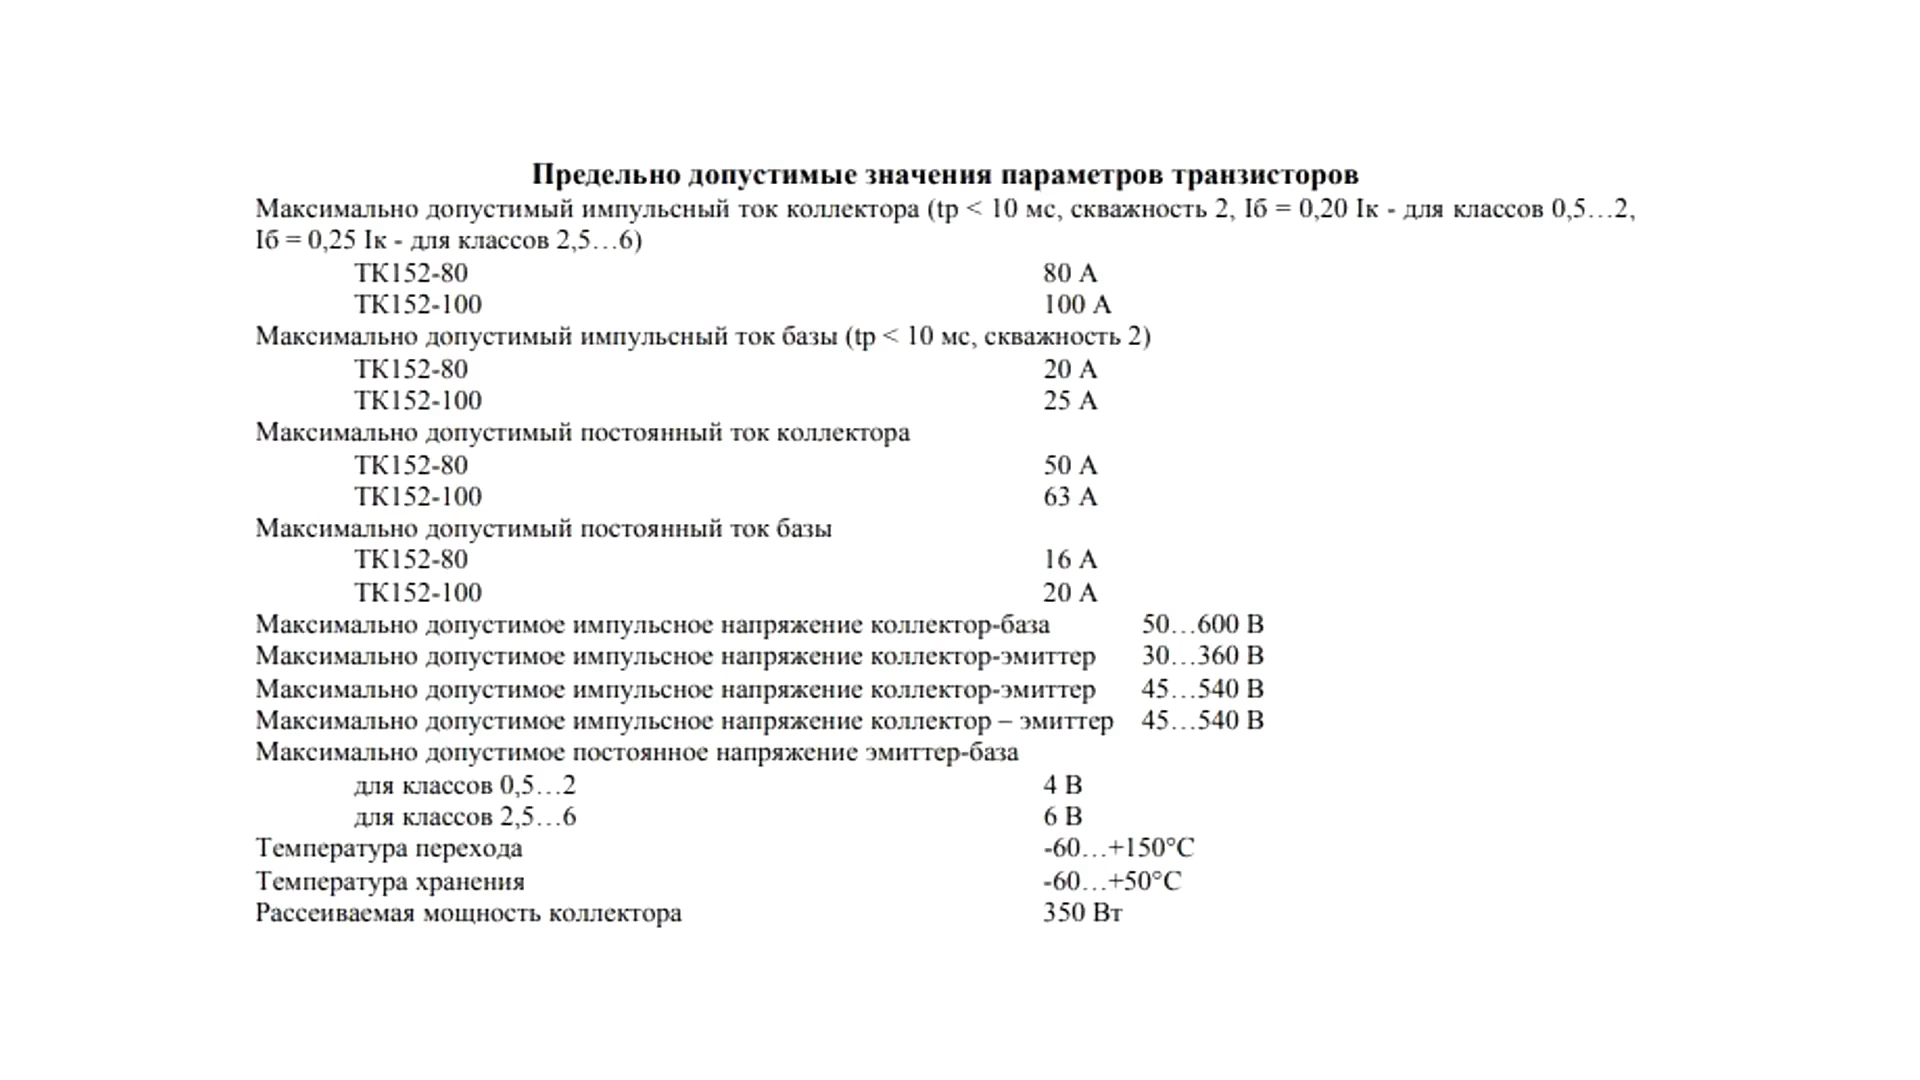 Предельно допустимые значения параметров транзисторов
Максимально допустимый импульсный ток коллектора (tp < 10 мс, скважность 2, Iб = 0,20 Iк - для классов 0,5…2,
Iб = 0,25 Iк - для классов 2,5…6)
ТК152-80 80 А
ТК152-100 100 А
Максимально допустимый импульсный ток базы (tp < 10 мс, скважность 2)
ТК152-80 20 А
ТК152-100 25 А
Максимально допустимый постоянный ток коллектора
ТК152-80 50 А
ТК152-100 63 А
Максимально допустимый постоянный ток базы
ТК152-80 16 А
ТК152-100 20 А
Максимально допустимое импульсное напряжение коллектор-база 50…600 В
Максимально допустимое импульсное напряжение коллектор-эмиттер 30…360 В
Максимально допустимое импульсное напряжение коллектор-эмиттер 45…540 В
Максимально допустимое импульсное напряжение коллектор – эмиттер 45…540 В
Максимально допустимое постоянное напряжение эмиттер-база
для классов 0,5…2 4 В
для классов 2,5…6 6 В
Температура перехода -60…+150°С
Температура хранения -60…+50°С
Рассеиваемая мощность коллектора 350 Вт